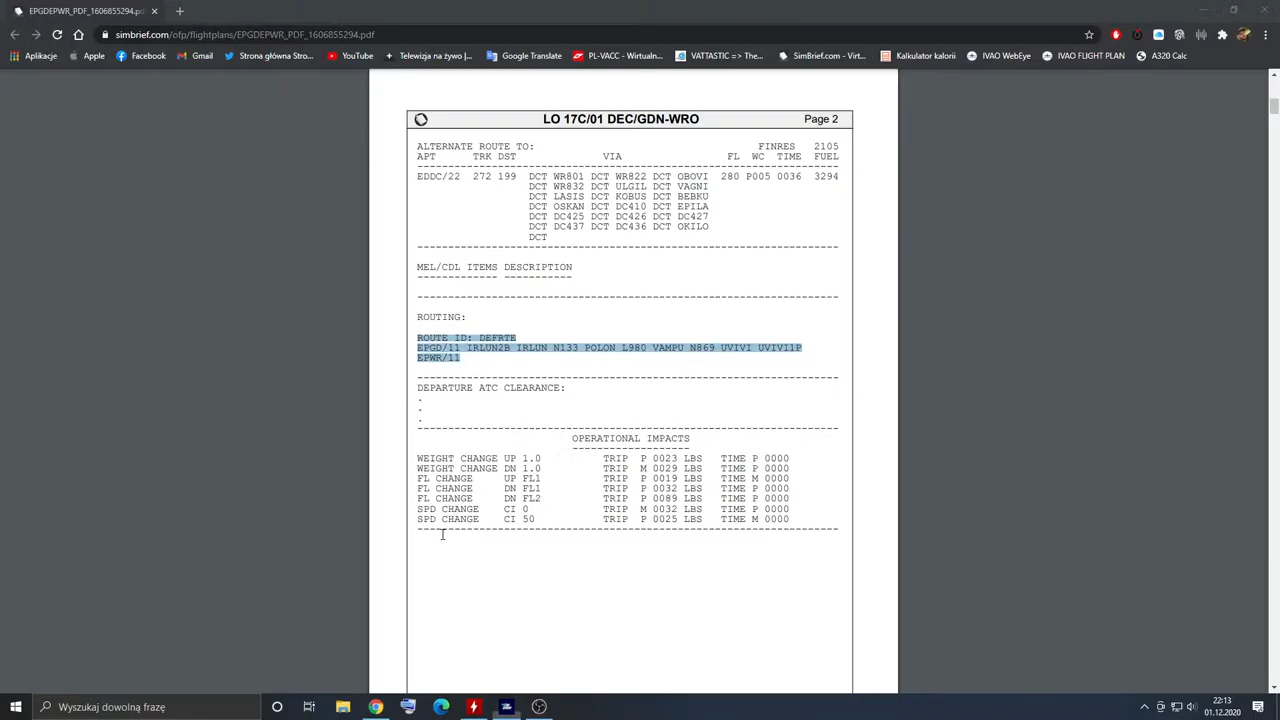 EPGDEPWR_PDF_1606855294.pdf
simbrief.com/ofp/flightplans/EPGDEPWR_PDF_1606855294.pdf
Aplikacje Apple Facebook Gmail Strona główna Stro... YouTube Telewizja na żywo |... Google Translate PL-VACC - Wirtualn... VATTASTIC => The... SimBrief.com - Virt... Kalkulator kalorii IVAO WebEye IVAO FLIGHT PLAN A320 Calc
LO 17C/01 DEC/GDN-WRO Page 2
ALTERNATE ROUTE TO: FINRES 2105
APT TRK DST VIA FL WC TIME FUEL
--------------------------------------------------------------------
EDDC/22 272 199 DCT WR801 DCT WR822 DCT OBOVI 280 P005 0036 3294
DCT WR832 DCT ULGIL DCT VAGNI
DCT LASIS DCT KOBUS DCT BEBKU
DCT OSKAN DCT DC410 DCT EPILA
DCT DC425 DCT DC426 DCT DC427
DCT DC437 DCT DC436 DCT OKILO
DCT
--------------------------------------------------------------------
MEL/CDL ITEMS DESCRIPTION
------------- -----------
--------------------------------------------------------------------
ROUTING:
ROUTE ID: DEFRTE
EPGD/11 IRLUN2B IRLUN N133 POLON L980 VAMPU N869 UVIVI UVIVI1P
EPWR/11
--------------------------------------------------------------------
DEPARTURE ATC CLEARANCE:
.
.
.
--------------------------------------------------------------------
OPERATIONAL IMPACTS
-------------------
WEIGHT CHANGE UP 1.0 TRIP P 0023 LBS TIME P 0000
WEIGHT CHANGE DN 1.0 TRIP M 0029 LBS TIME P 0000
FL CHANGE UP FL1 TRIP P 0019 LBS TIME M 0000
FL CHANGE DN FL1 TRIP P 0032 LBS TIME P 0000
FL CHANGE DN FL2 TRIP P 0089 LBS TIME P 0000
SPD CHANGE CI 0 TRIP M 0032 LBS TIME P 0000
SPD CHANGE CI 50 TRIP P 0025 LBS TIME M 0000
--------------------------------------------------------------------
Wyszukaj dowolną frazę
22:13
01.12.2020